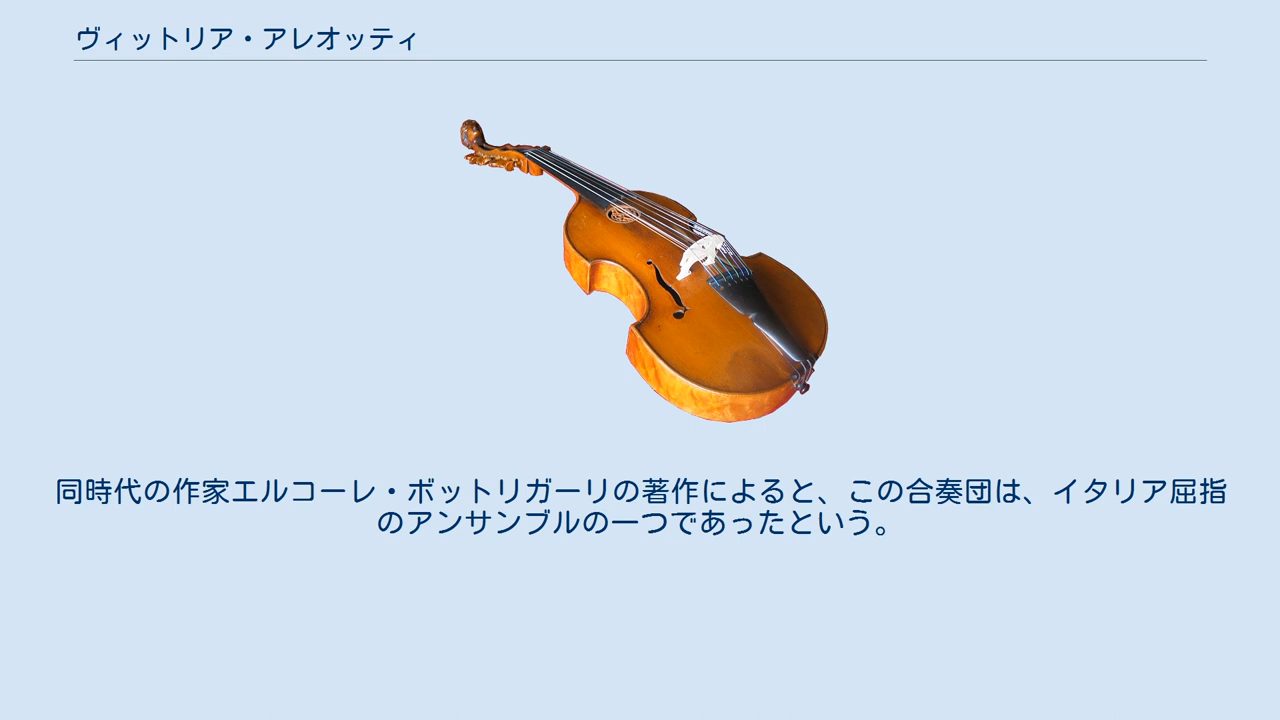 ヴィットリア・アレオッティ
同時代の作家エルコーレ・ボットリガーリの著作によると、この合奏団は、イタリア屈指
のアンサンブルの一つであったという。